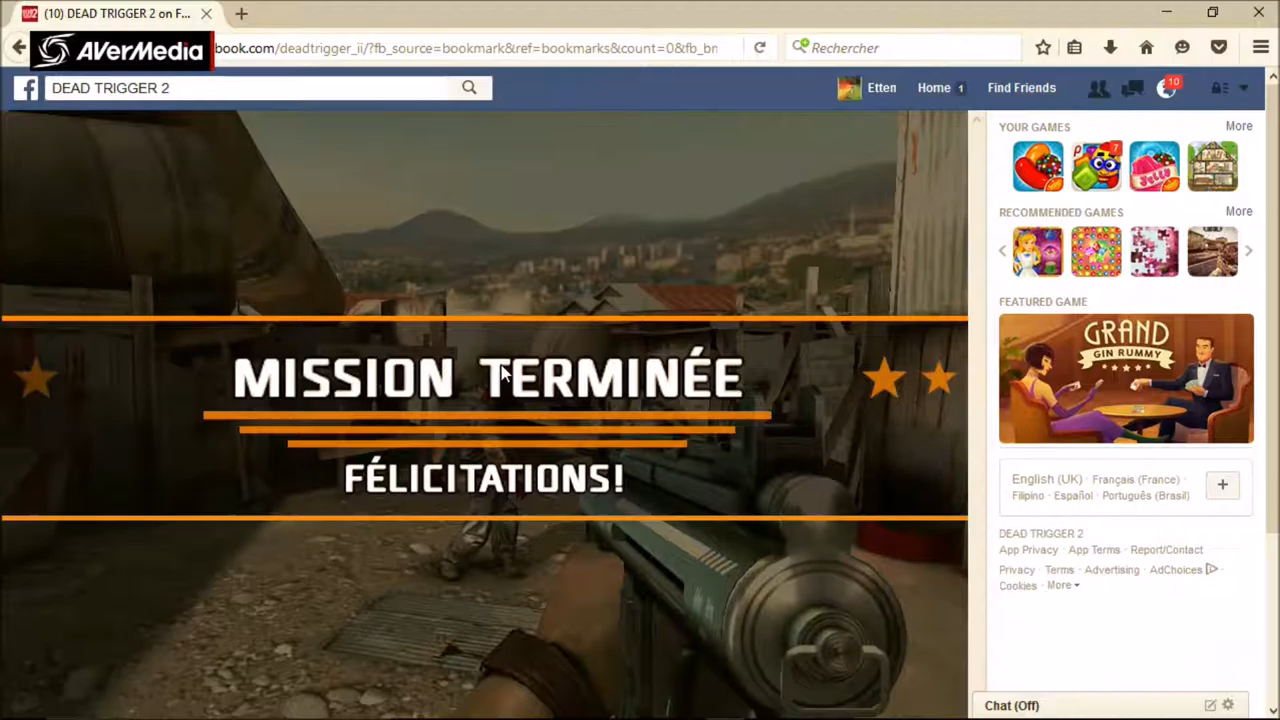 (10) DEAD TRIGGER 2 on F...
AVerMedia
book.com/deadtrigger_ii/?fb_source=bookmark&ref=bookmarks&count=0&fb_bn
Rechercher
DEAD TRIGGER 2
Etten
Home 1
Find Friends
10
YOUR GAMES
More
7
Jelly
RECOMMENDED GAMES
More
FEATURED GAME
GRAND
GIN RUMMY
MISSION TERMINÉE
FÉLICITATIONS!
English (UK) · Français (France) ·
Filipino · Español · Português (Brasil)
DEAD TRIGGER 2
App Privacy · App Terms · Report/Contact
Privacy · Terms · Advertising · AdChoices ·
Cookies · More
Chat (Off)